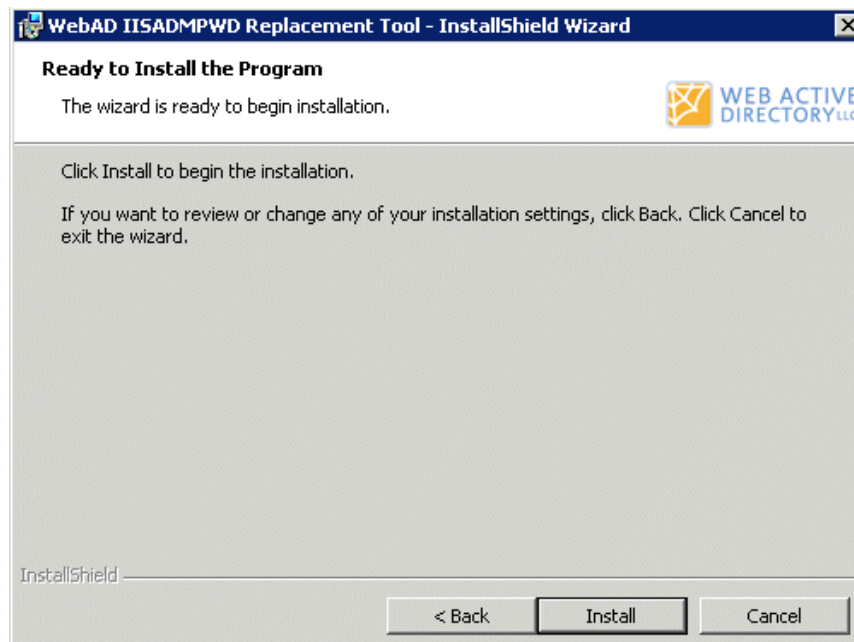 WebAD IISADMPWD Replacement Tool - InstallShield Wizard
Ready to Install the Program
The wizard is ready to begin installation.
WEB ACTIVE
DIRECTORY LLC
Click Install to begin the installation.
If you want to review or change any of your installation settings, click Back. Click Cancel to
exit the wizard.
InstallShield
< Back
Install
Cancel